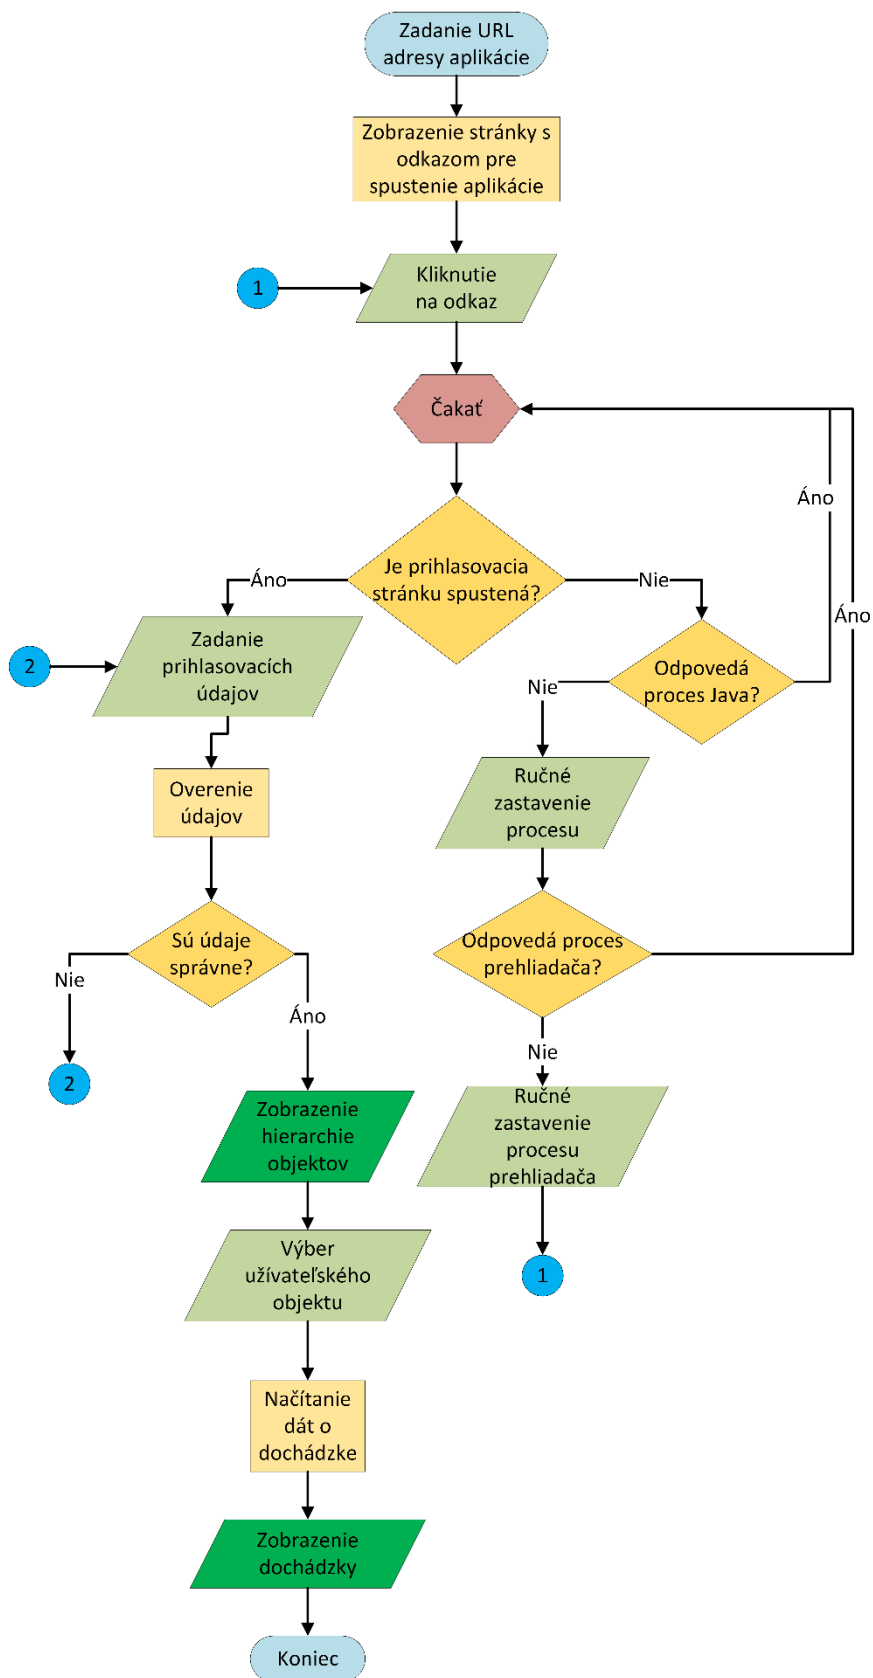 Zadanie URL
adresy aplikácie
Zobrazenie stránky s
odkazom pre
spustenie aplikácie
1
Kliknutie
na odkaz
Čakať
Áno
Je prihlasovacia
stránku spustená?
Áno
Nie
Áno
Zadanie
prihlasovacích
údajov
2
Odpovedá
proces Java?
Nie
Overenie
údajov
Ručné
zastavenie
procesu
Sú údaje
správne?
Odpovedá proces
prehliadača?
Nie
Áno
Nie
2
Zobrazenie
hierarchie
objektov
Ručné
zastavenie
procesu
prehliadača
Výber
užívateľského
objektu
1
Načítanie
dát o
dochádzke
Zobrazenie
dochádzky
Koniec